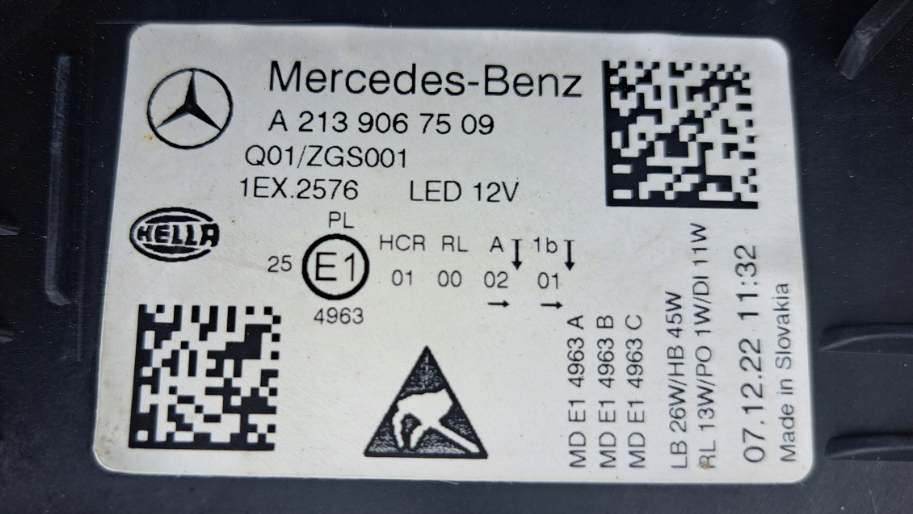 Mercedes-Benz
A 213 906 75 09
Q01/ZGS001
1EX.2576 LED 12V
HELLA
PL
25 E1 HCR RL A 1b
01 00 02 01
→ →
4963
MD E1 4963 A
MD E1 4963 B
MD E1 4963 C
LB 26W/HB 45W
RL 13W/PO 1W/DI 11W
07.12.22 11:32
Made in Slovakia